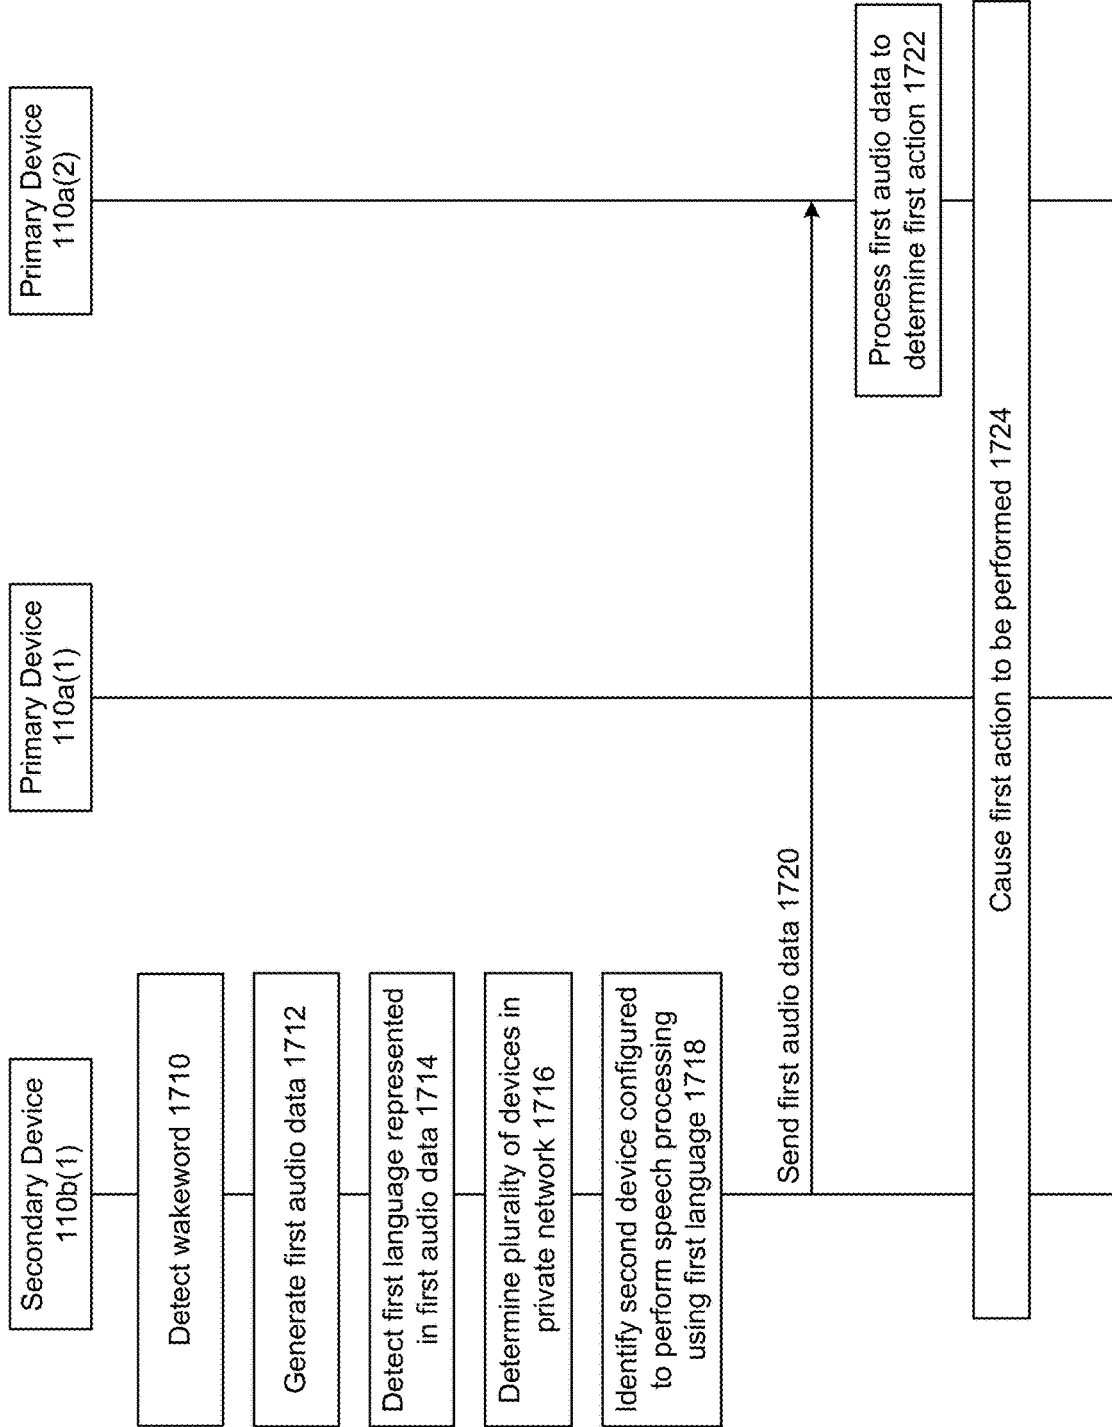 Secondary Device
110b(1)
Primary Device
110a(1)
Primary Device
110a(2)
Detect wakeword 1710
Generate first audio data 1712
Detect first language represented
in first audio data 1714
Determine plurality of devices in
private network 1716
Identify second device configured
to perform speech processing
using first language 1718
Send first audio data 1720
Process first audio data to
determine first action 1722
Cause first action to be performed 1724